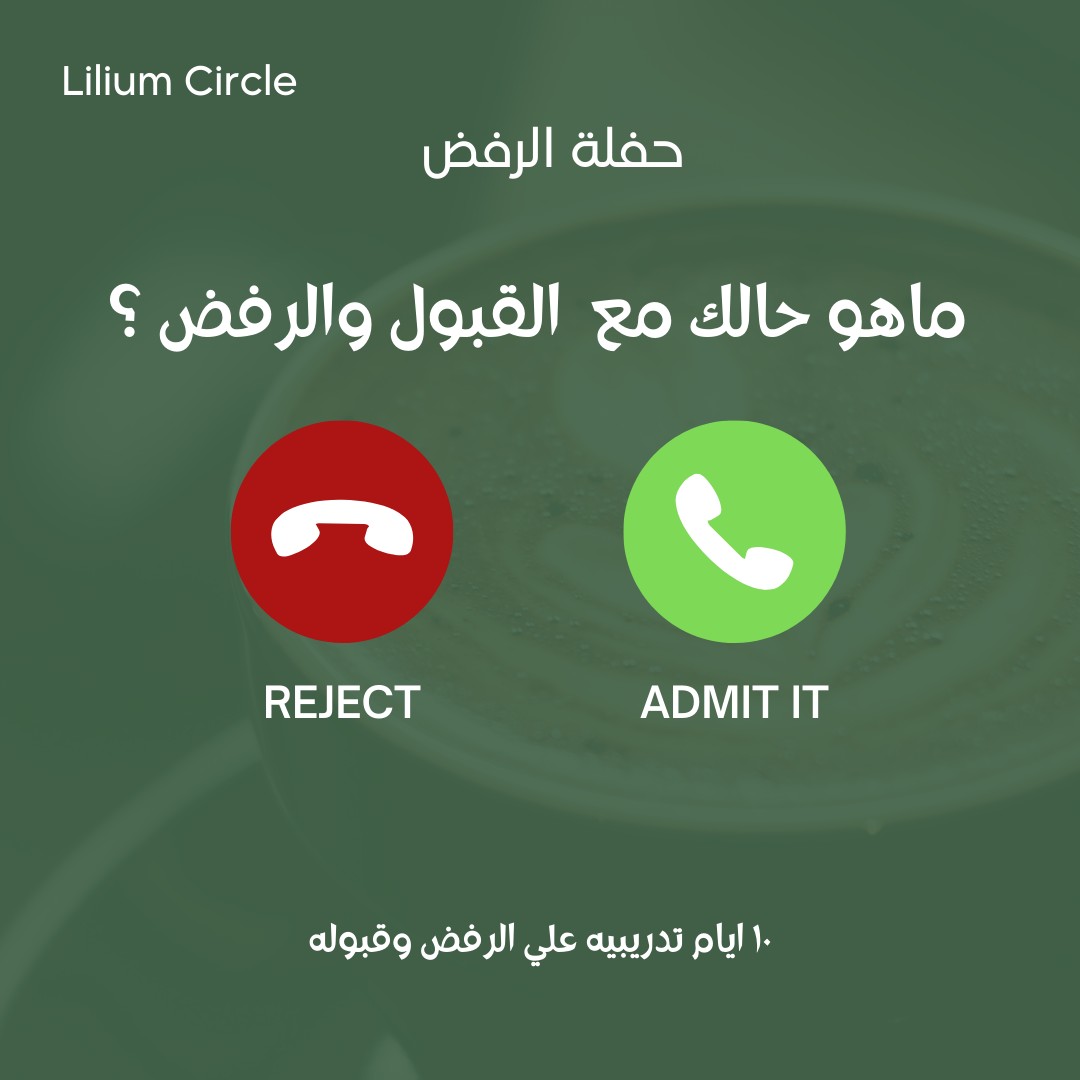 Lilium Circle
حفلة الرفض
ماهو حالك مع القبول والرفض ؟
REJECT
ADMIT IT
١٠ ايام تدريبيه علي الرفض وقبوله